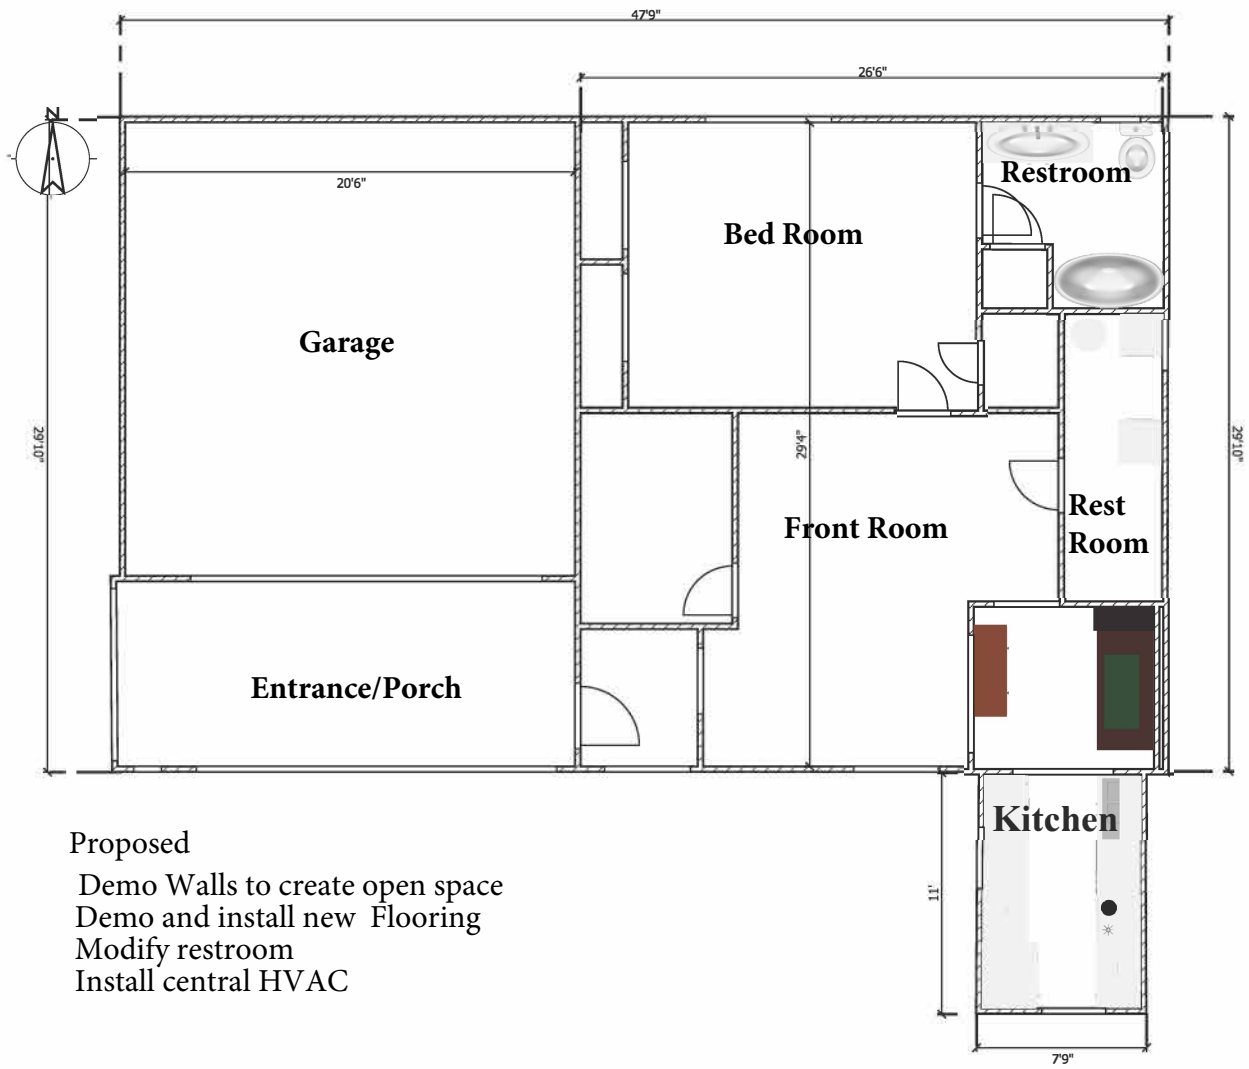 47'9"
26'6"
N
20'6"
Restroom
Bed Room
Garage
29'10"
29'4"
29'10"
Front Room
Rest
Room
Entrance/Porch
Kitchen
11'
7'9"
Proposed
Demo Walls to create open space
Demo and install new Flooring
Modify restroom
Install central HVAC